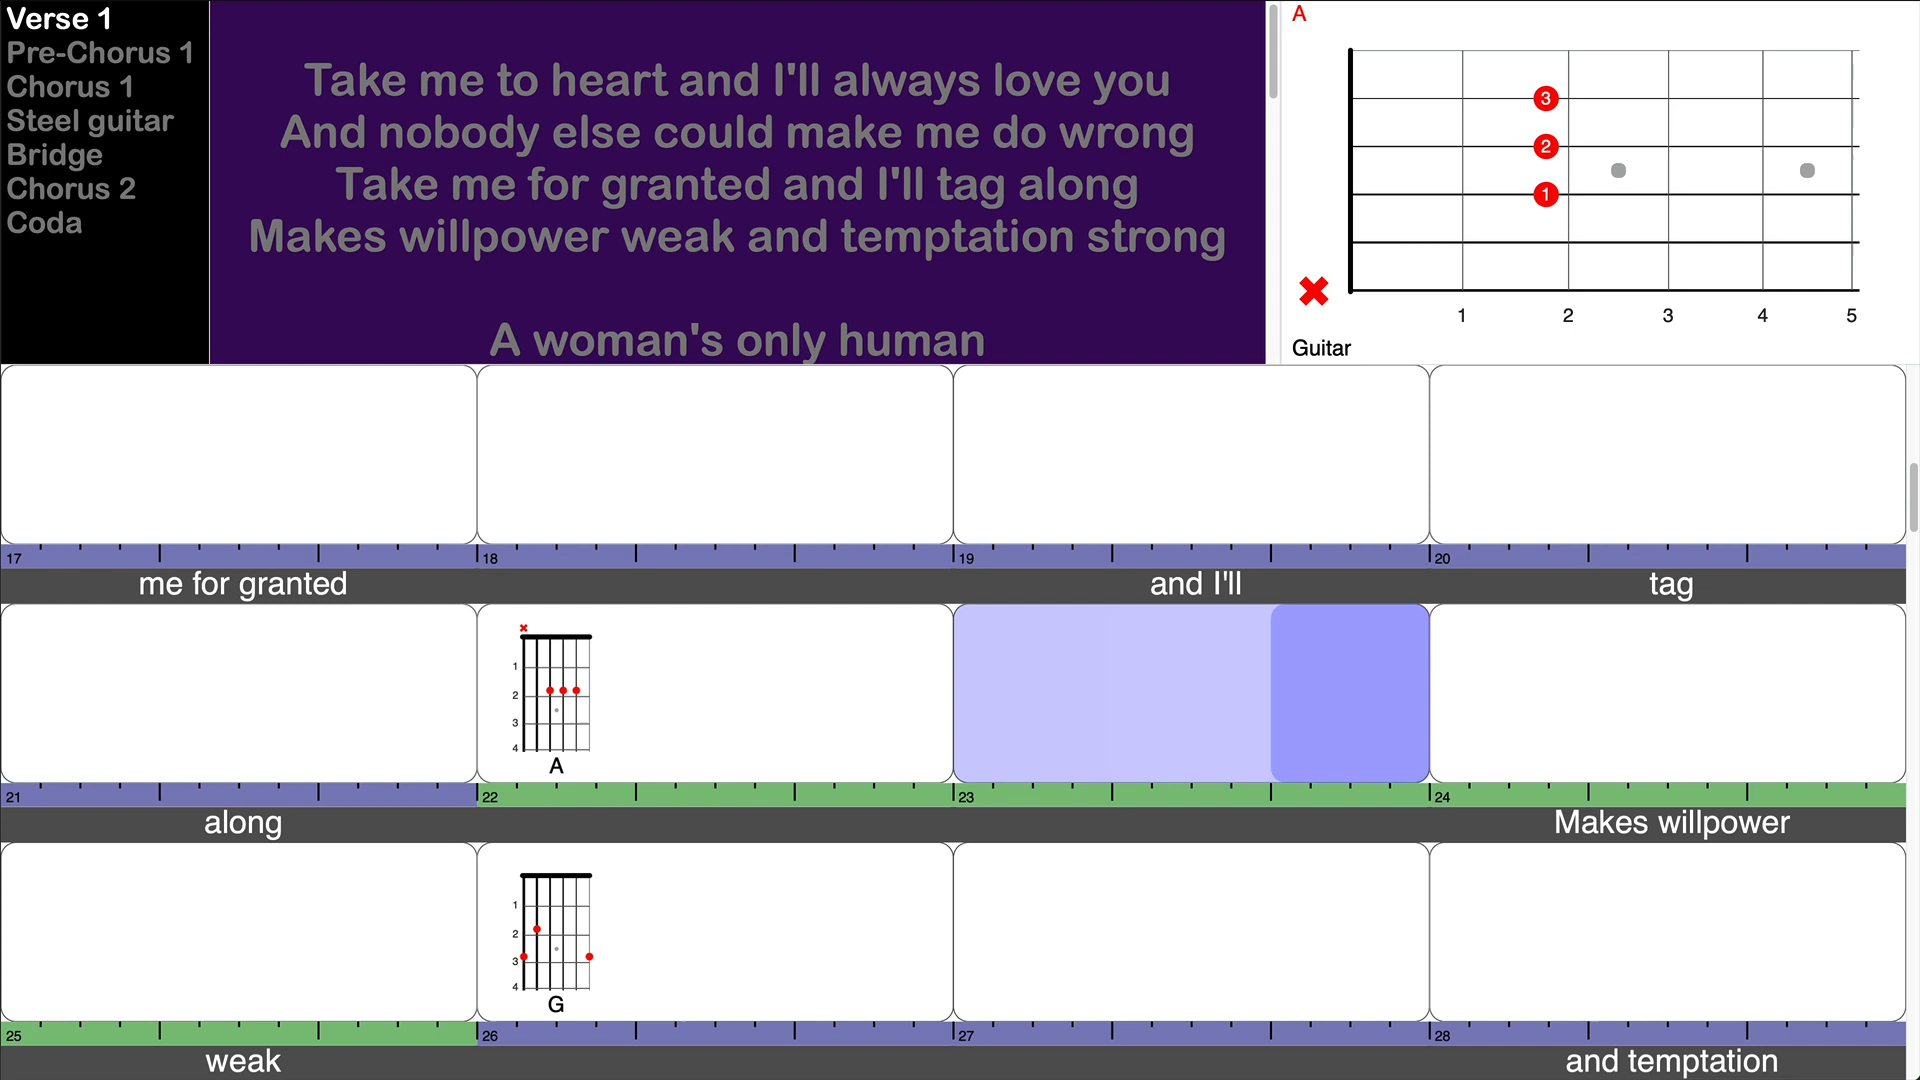 Verse 1
Pre-Chorus 1
Chorus 1
Steel guitar
Bridge
Chorus 2
Coda
Take me to heart and I'll always love you
And nobody else could make me do wrong
Take me for granted and I'll tag along
Makes willpower weak and temptation strong
A woman's only human
A
3
2
1
1 2 3 4 5
Guitar
17 18 19 20
me for granted and I'll tag
1
2
3
4
A
21 22 23 24
along Makes willpower
1
2
3
4
G
25 26 27 28
weak and temptation